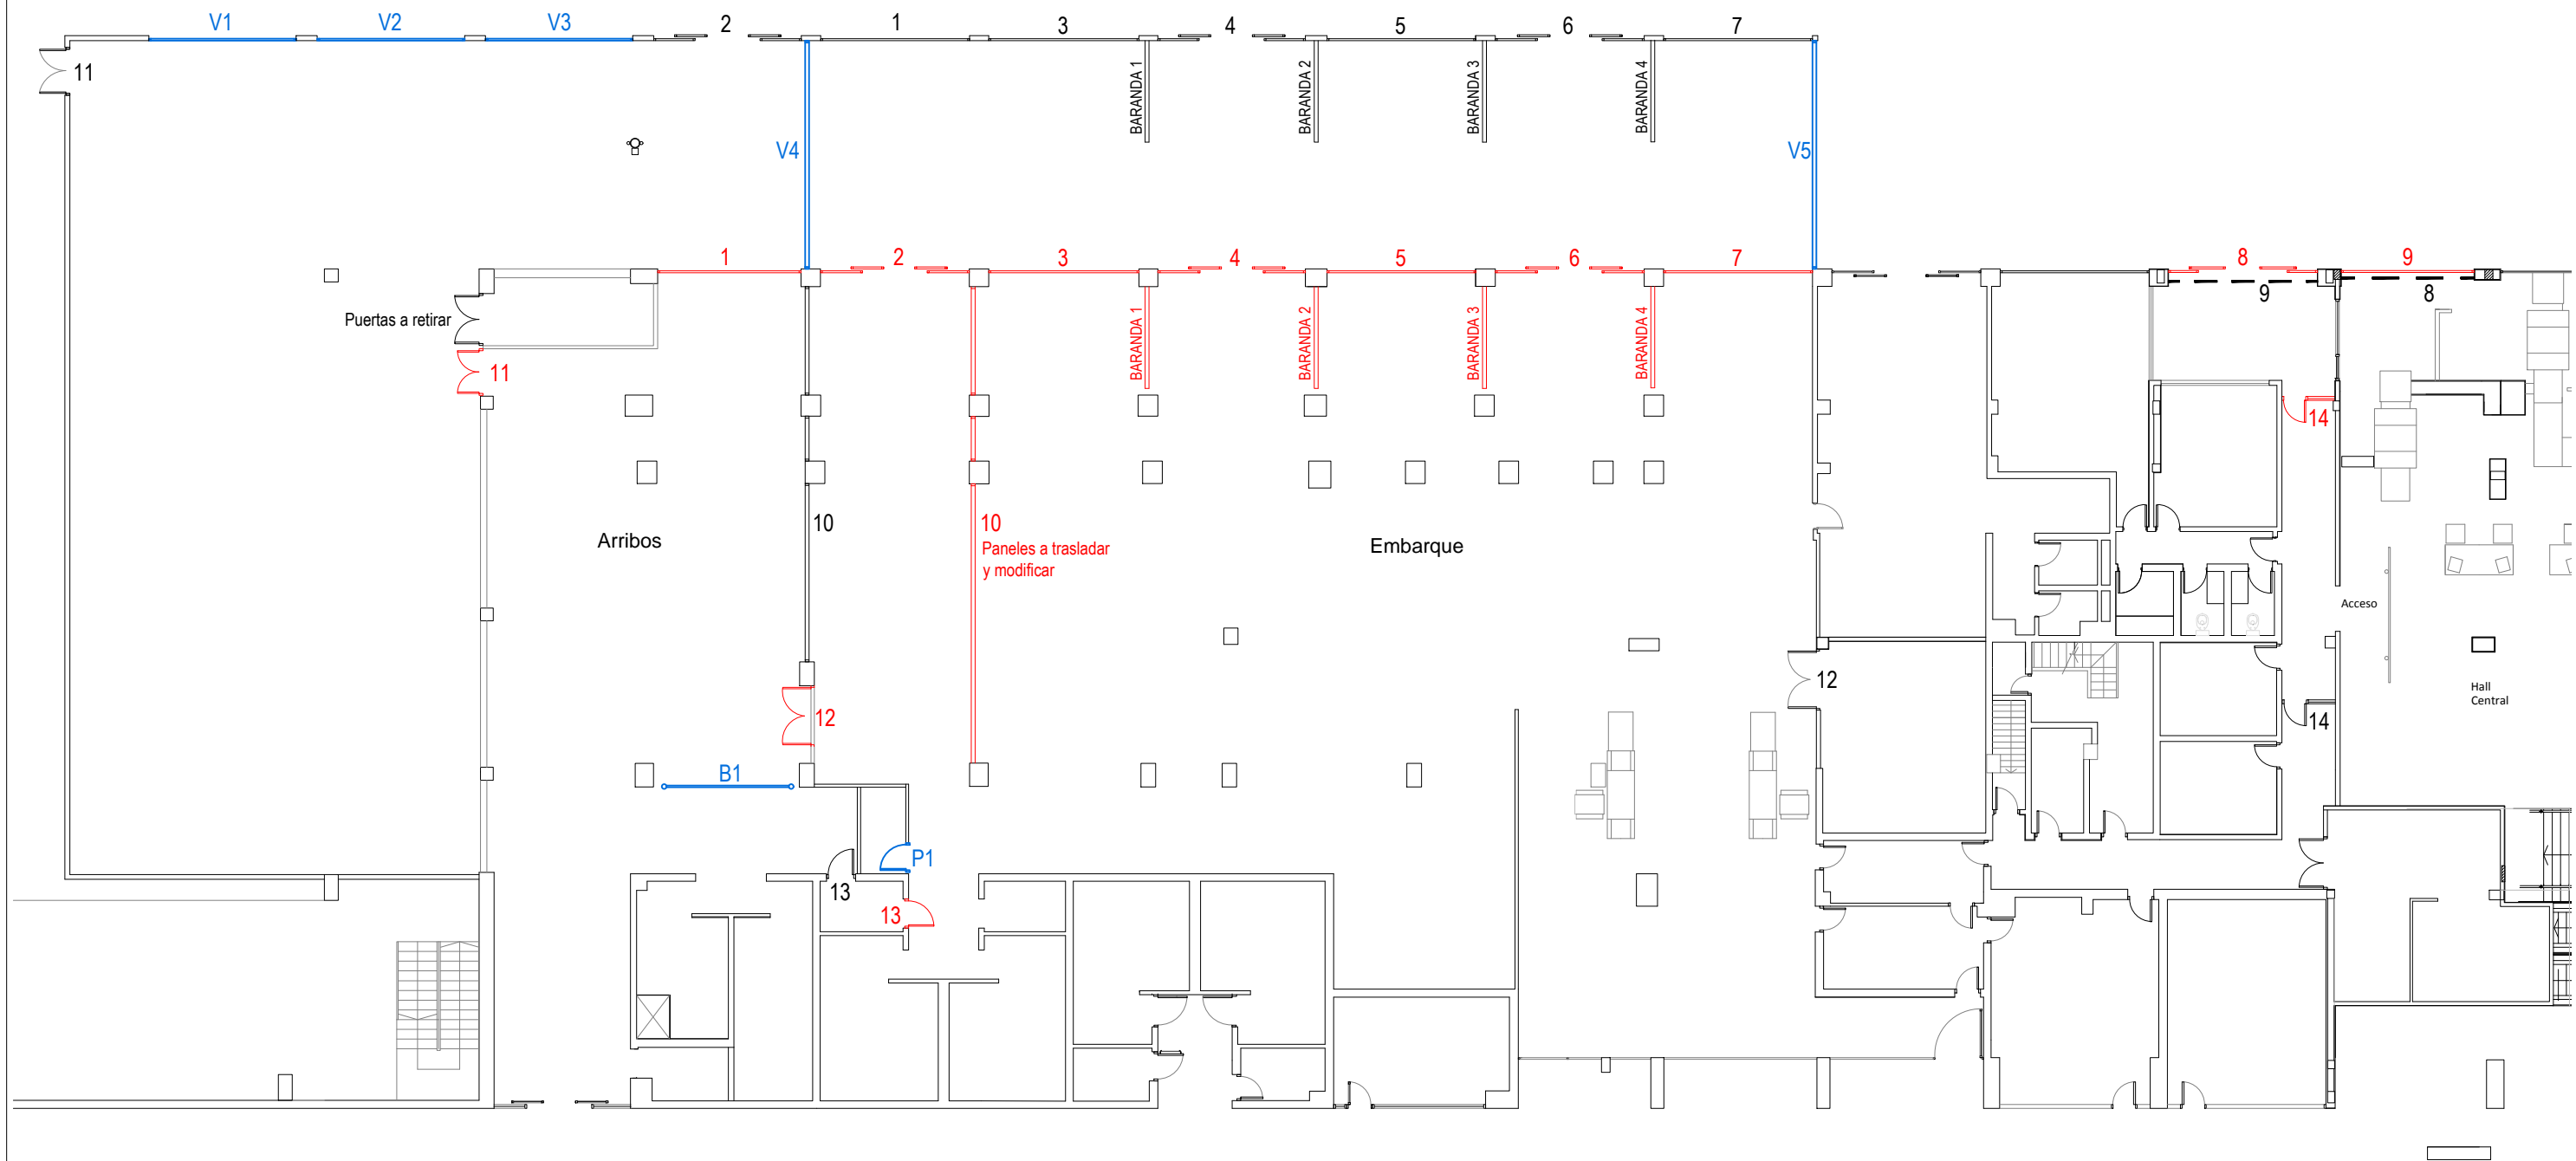 V1
V2
V3
2
1
3
4
5
6
7
11
BARANDA 1
BARANDA 2
BARANDA 3
BARANDA 4
V4
V5
1
2
3
4
5
6
7
8
9
9
8
Puertas a retirar
11
BARANDA 1
BARANDA 2
BARANDA 3
BARANDA 4
14
10
10
Paneles a trasladar
y modificar
Arribos
Embarque
Acceso
12
Hall
Central
12
14
B1
P1
13
13